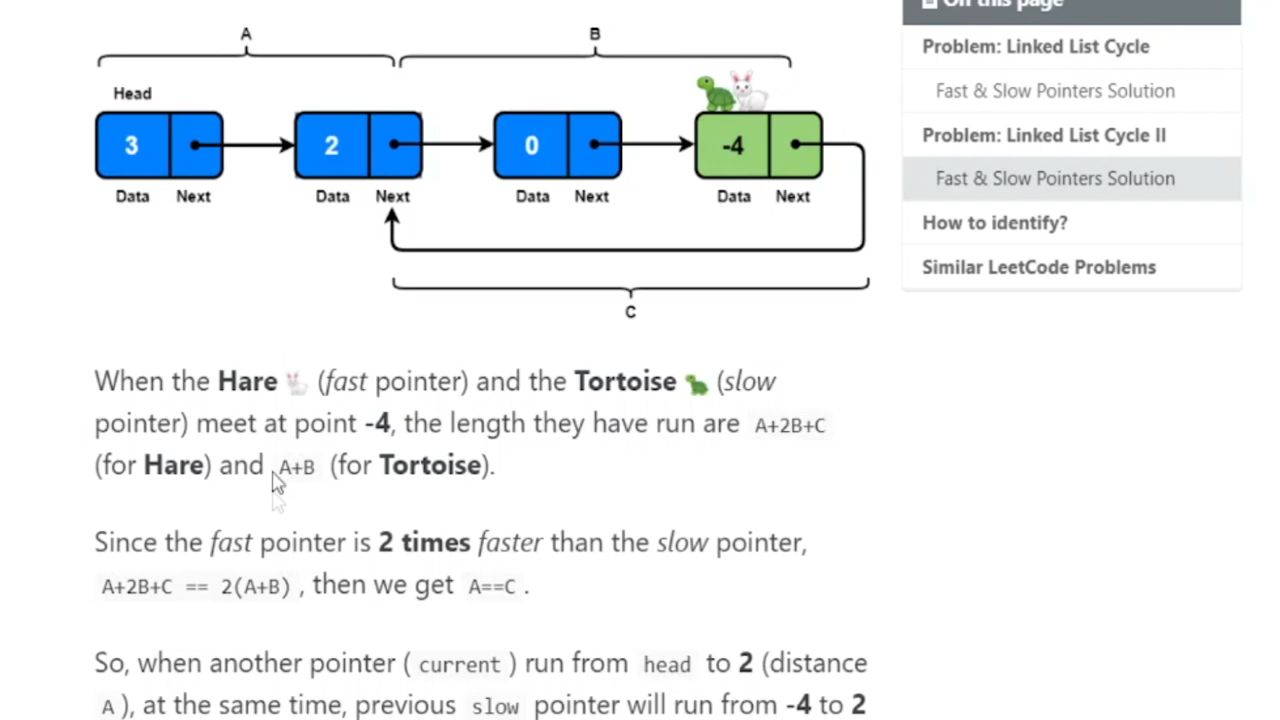 A
B
Head
3
2
0
-4
Data Next
Data Next
Data Next
Data Next
C
When the Hare 🐇 (fast pointer) and the Tortoise 🐢 (slow
pointer) meet at point -4, the length they have run are A+2B+C
(for Hare) and A+B (for Tortoise).
Since the fast pointer is 2 times faster than the slow pointer,
A+2B+C == 2(A+B) , then we get A==C .
So, when another pointer ( current ) run from head to 2 (distance
A ), at the same time, previous slow pointer will run from -4 to 2
On this page
Problem: Linked List Cycle
Fast & Slow Pointers Solution
Problem: Linked List Cycle II
Fast & Slow Pointers Solution
How to identify?
Similar LeetCode Problems